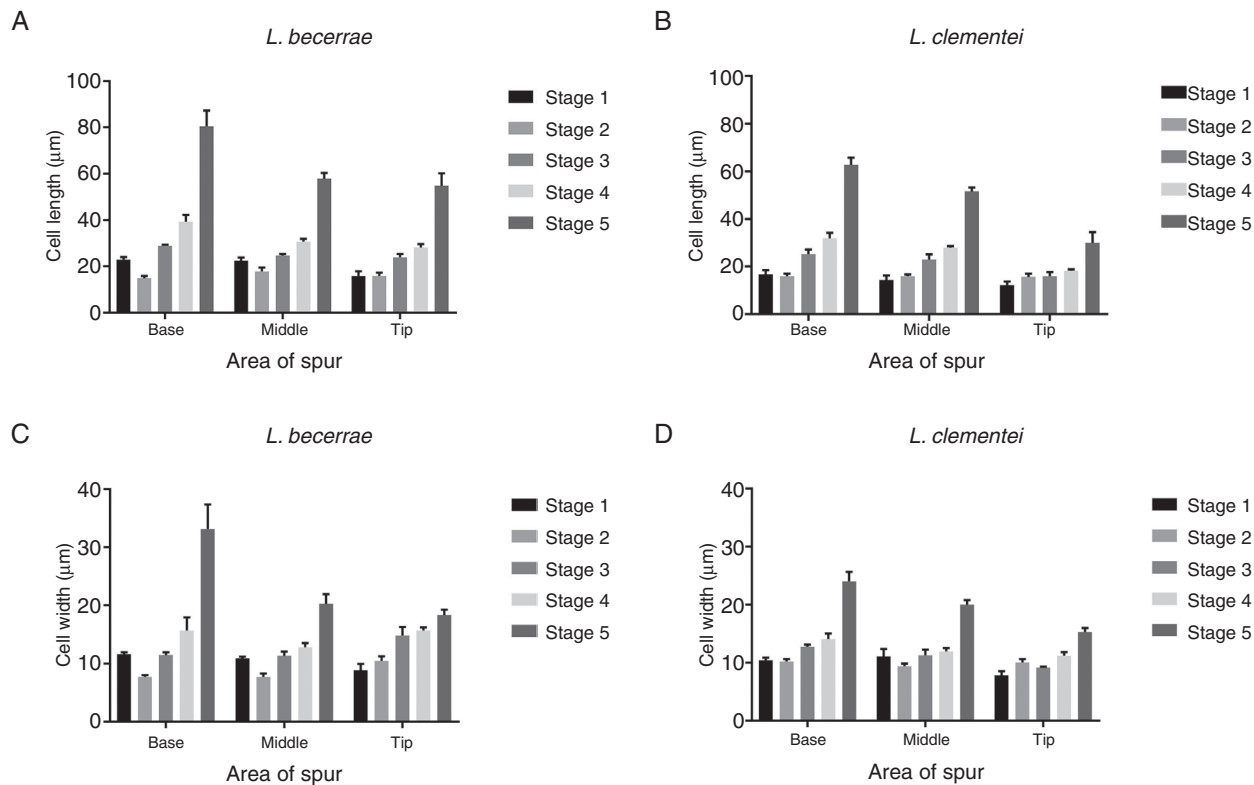 A
L. becerrae
100
80
60
40
20
0
Cell length (μm)
Base Middle Tip
Area of spur
Stage 1
Stage 2
Stage 3
Stage 4
Stage 5
B
L. clementei
100
80
60
40
20
0
Cell length (μm)
Base Middle Tip
Area of spur
Stage 1
Stage 2
Stage 3
Stage 4
Stage 5
C
L. becerrae
40
30
20
10
0
Cell width (μm)
Base Middle Tip
Area of spur
Stage 1
Stage 2
Stage 3
Stage 4
Stage 5
D
L. clementei
40
30
20
10
0
Cell width (μm)
Base Middle Tip
Area of spur
Stage 1
Stage 2
Stage 3
Stage 4
Stage 5